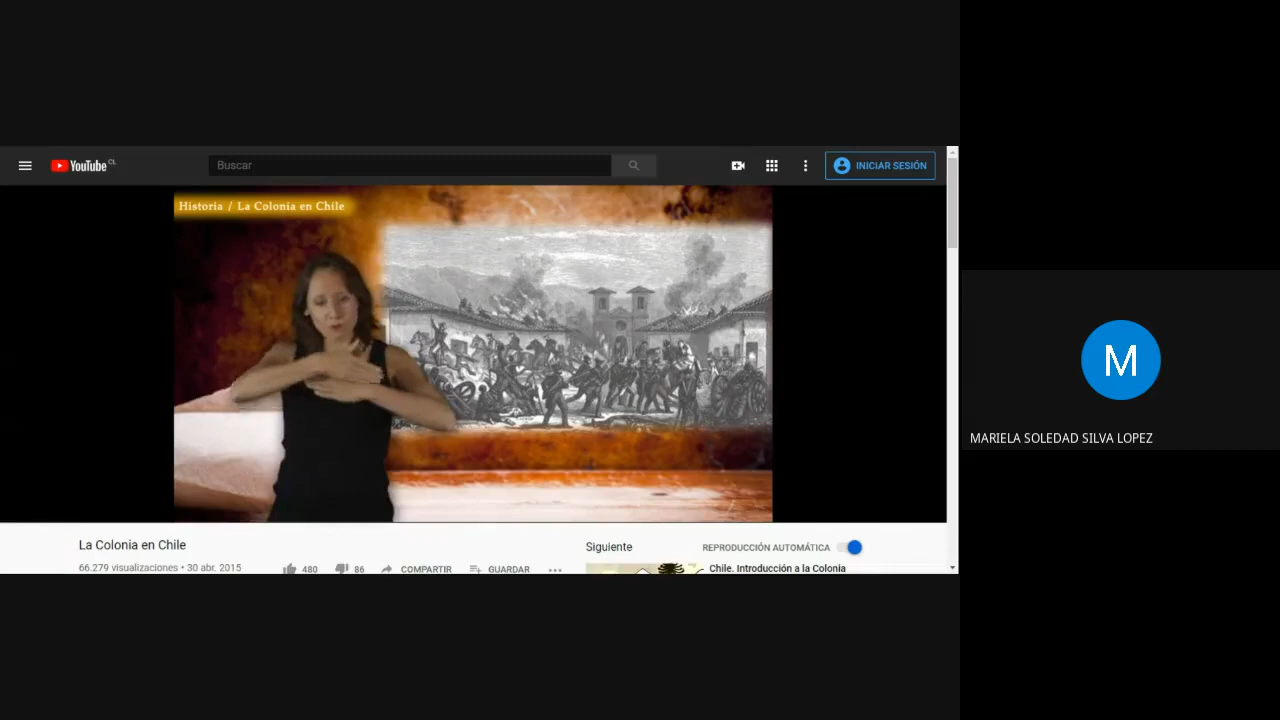 YouTube CL
Buscar
INICIAR SESIÓN
Historia / La Colonia en Chile
La Colonia en Chile
66.279 visualizaciones • 30 abr. 2015
480
86
COMPARTIR
GUARDAR
Siguiente
REPRODUCCIÓN AUTOMÁTICA
Chile. Introducción a la Colonia
M
MARIELA SOLEDAD SILVA LOPEZ